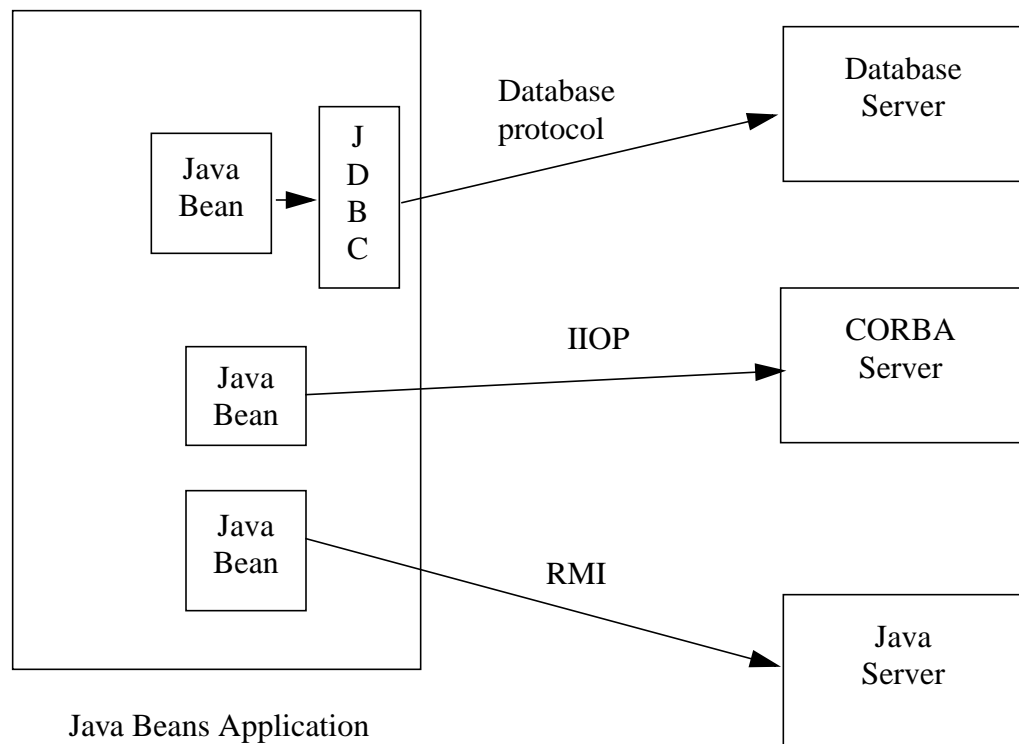 Java
Bean
J
D
B
C
Database
protocol
Database
Server
Java
Bean
IIOP
CORBA
Server
Java
Bean
RMI
Java
Server
Java Beans Application